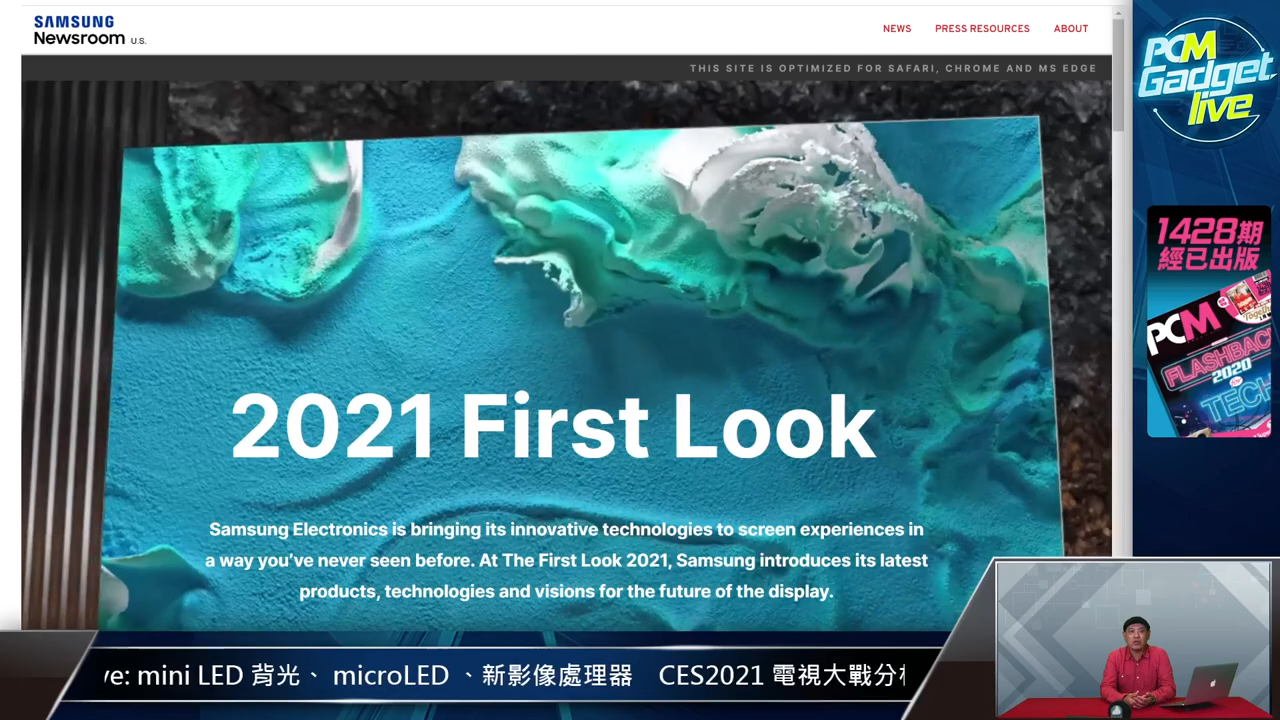 SAMSUNG
Newsroom U.S.
NEWS PRESS RESOURCES ABOUT
THIS SITE IS OPTIMIZED FOR SAFARI, CHROME AND MS EDGE
2021 First Look
Samsung Electronics is bringing its innovative technologies to screen experiences in
a way you’ve never seen before. At The First Look 2021, Samsung introduces its latest
products, technologies and visions for the future of the display.
PCM
Gadget
live
1428期
經已出版
PCM
FLASHBACK
2020
TECH
ve: mini LED 背光、 microLED 、新影像處理器 CES2021 電視大戰分析